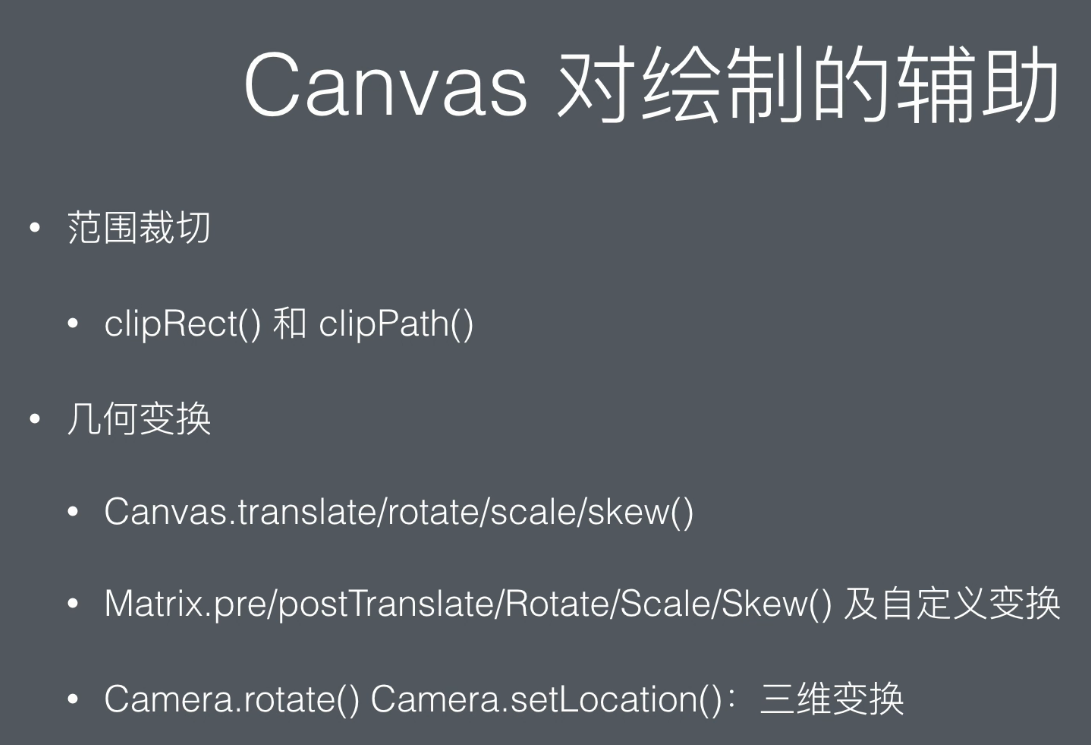 Canvas 对绘制的辅助
• 范围裁切
• clipRect() 和 clipPath()
• 几何变换
• Canvas.translate/rotate/scale/skew()
• Matrix.pre/postTranslate/Rotate/Scale/Skew() 及自定义变换
• Camera.rotate() Camera.setLocation()：三维变换